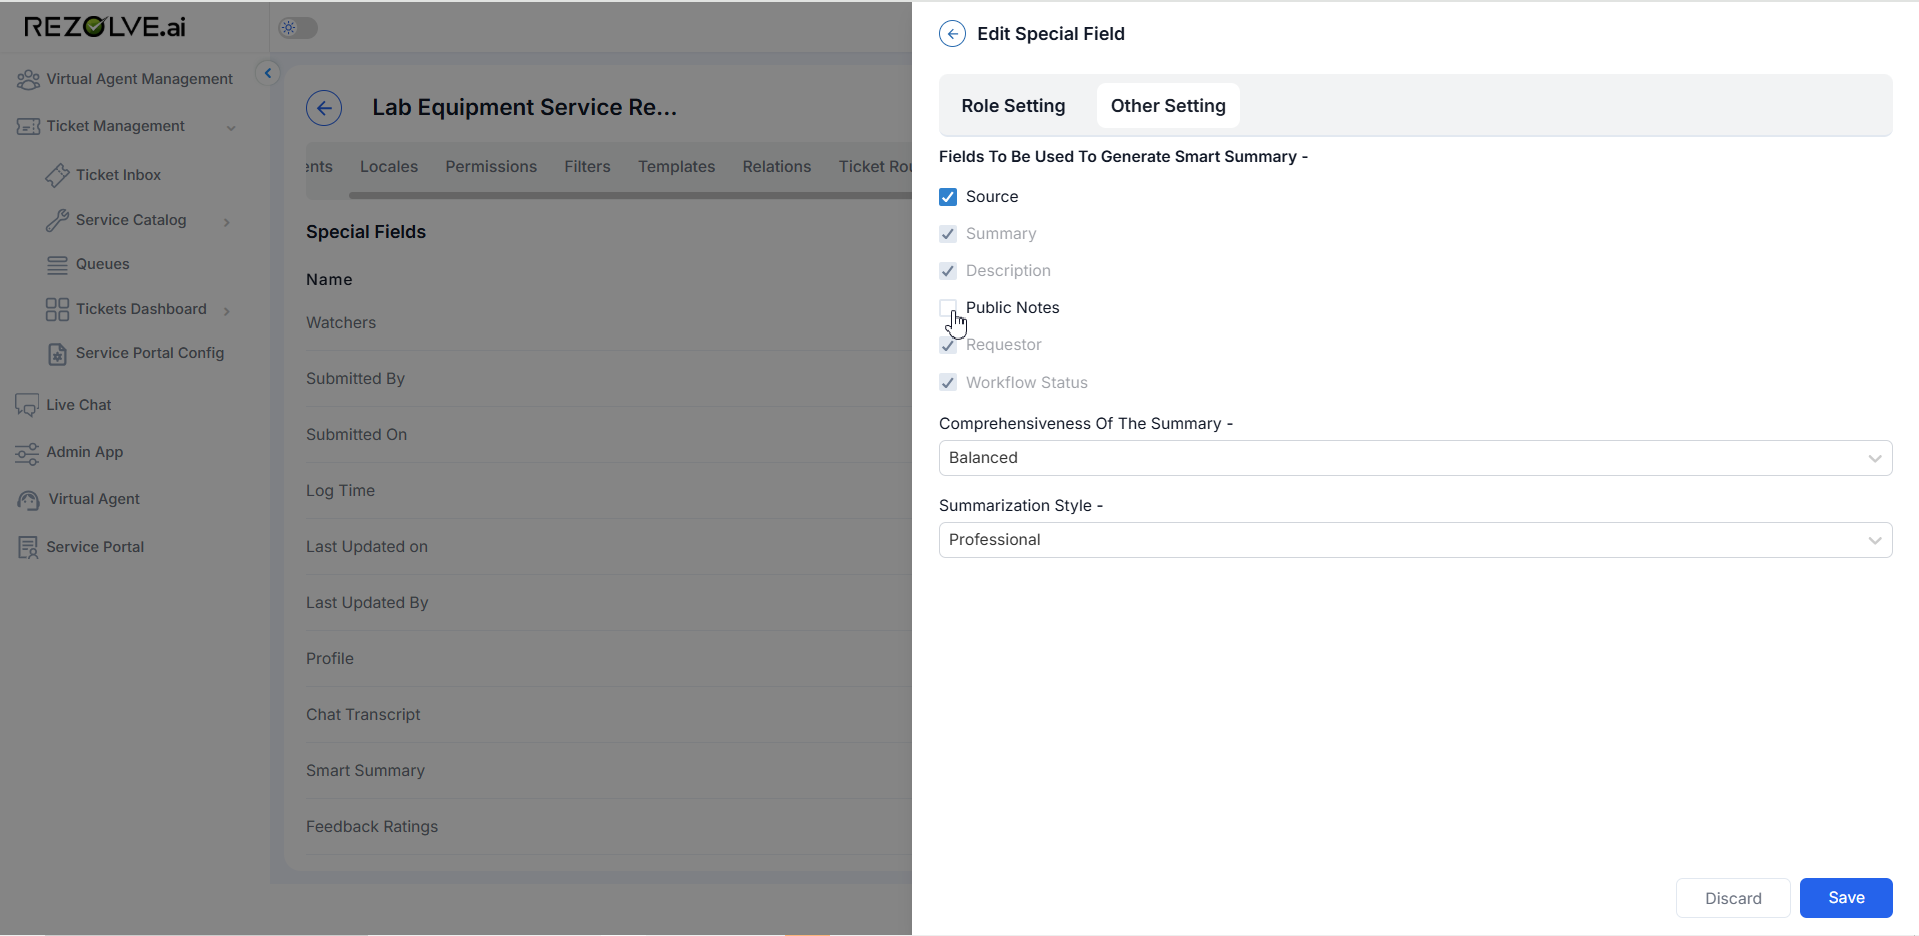 REZOLVE.ai
Virtual Agent Management
Ticket Management
Ticket Inbox
Service Catalog
Queues
Tickets Dashboard
Service Portal Config
Live Chat
Admin App
Virtual Agent
Service Portal
Lab Equipment Service Re...
ents Locales Permissions Filters Templates Relations Ticket Rou
Special Fields
Name
Watchers
Submitted By
Submitted On
Log Time
Last Updated on
Last Updated By
Profile
Chat Transcript
Smart Summary
Feedback Ratings
Edit Special Field
Role Setting Other Setting
Fields To Be Used To Generate Smart Summary -
Source
Summary
Description
Public Notes
Requestor
Workflow Status
Comprehensiveness Of The Summary -
Balanced
Summarization Style -
Professional
Discard Save